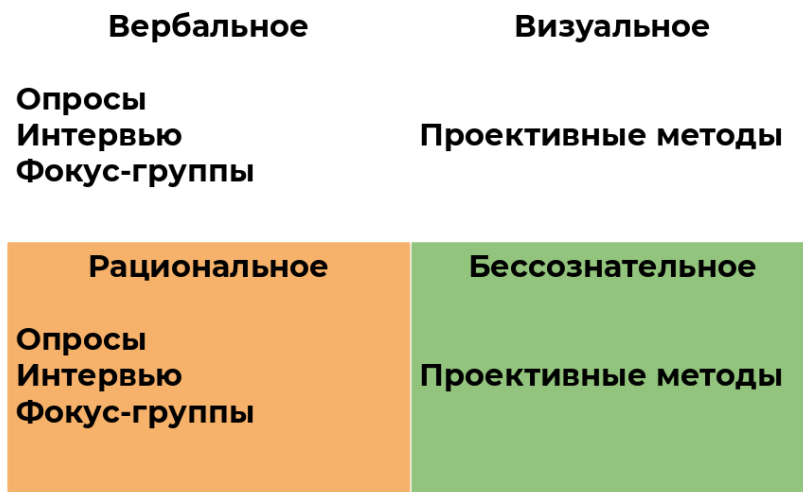 Вербальное
Визуальное
Опросы
Интервью
Фокус-группы
Проективные методы
Рациональное
Бессознательное
Опросы
Интервью
Фокус-группы
Проективные методы